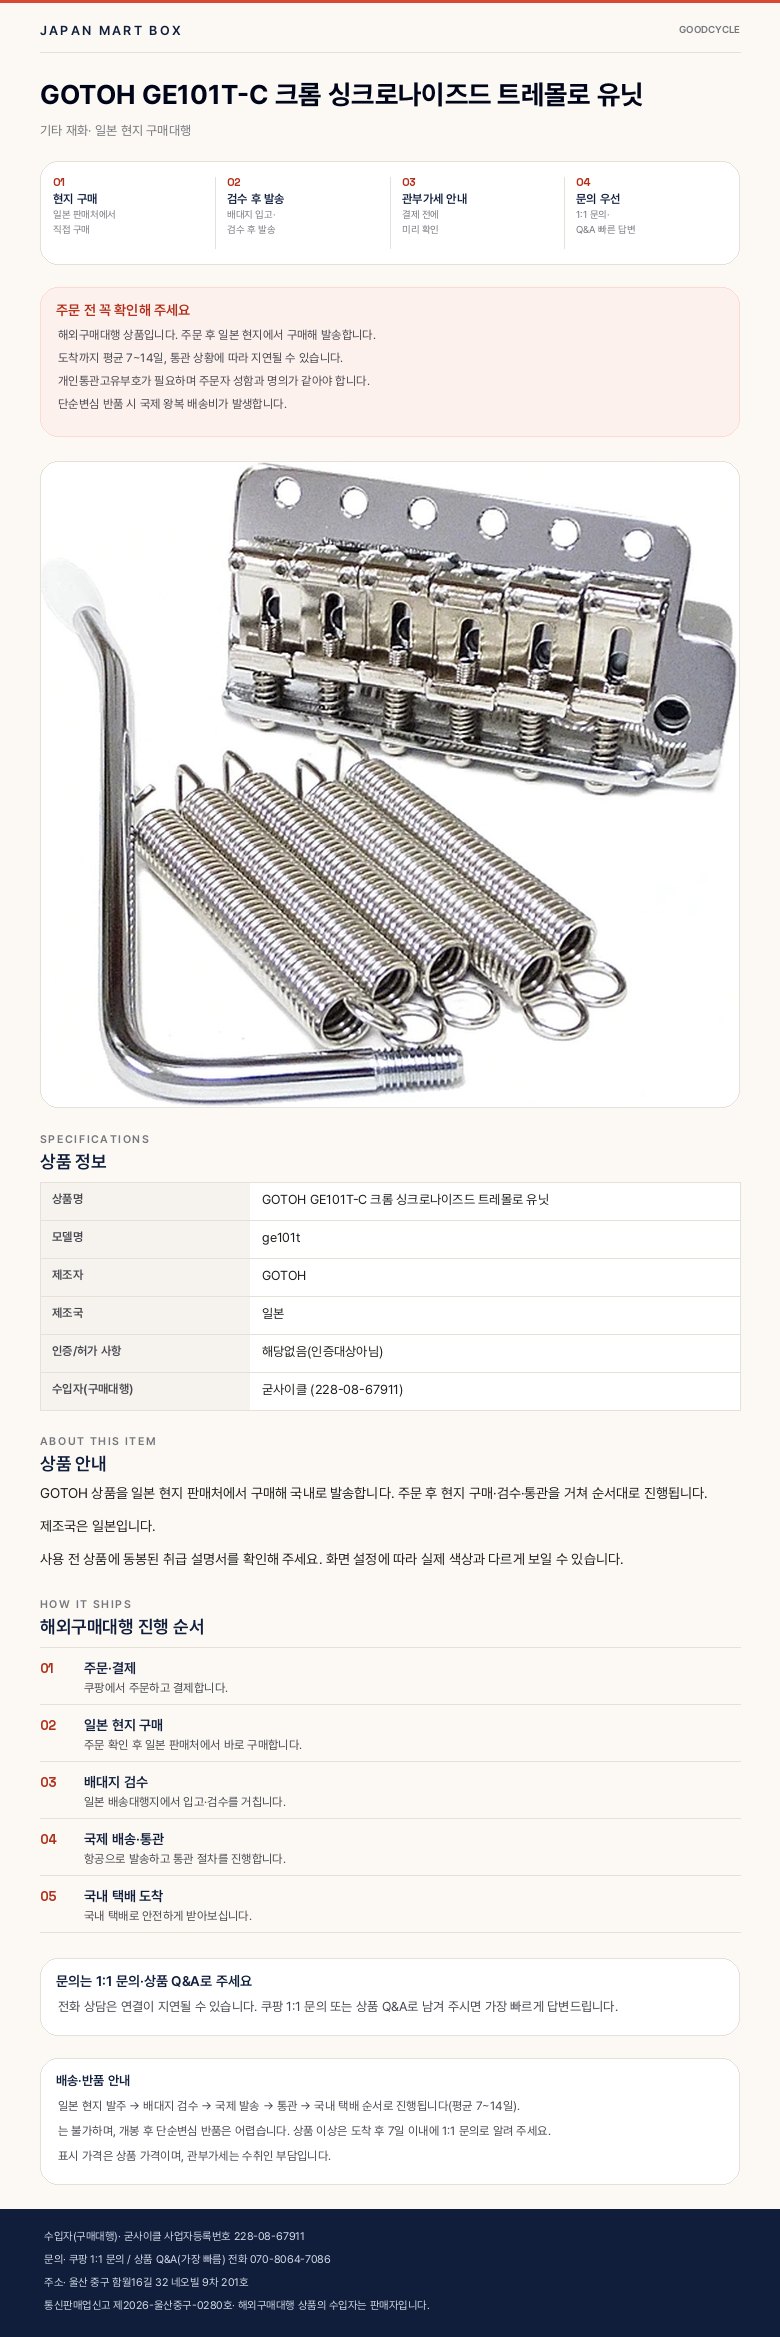 JAPAN MART BOX
GOODCYCLE
GOTOH GE101T-C 크롬 싱크로나이즈드 트레몰로 유닛
기타 재화· 일본 현지 구매대행
01
현지 구매
일본 판매처에서
직접 구매
02
검수 후 발송
배대지 입고·
검수 후 발송
03
관부가세 안내
결제 전에
미리 확인
04
문의 우선
1:1 문의·
Q&A 빠른 답변
주문 전 꼭 확인해 주세요
해외구매대행 상품입니다. 주문 후 일본 현지에서 구매해 발송합니다.
도착까지 평균 7~14일, 통관 상황에 따라 지연될 수 있습니다.
개인통관고유부호가 필요하며 주문자 성함과 명의가 같아야 합니다.
단순변심 반품 시 국제 왕복 배송비가 발생합니다.
SPECIFICATIONS
상품 정보
상품명 GOTOH GE101T-C 크롬 싱크로나이즈드 트레몰로 유닛
모델명 ge101t
제조자 GOTOH
제조국 일본
인증/허가 사항 해당없음(인증대상아님)
수입자(구매대행) 굳사이클 (228-08-67911)
ABOUT THIS ITEM
상품 안내
GOTOH 상품을 일본 현지 판매처에서 구매해 국내로 발송합니다. 주문 후 현지 구매·검수·통관을 거쳐 순서대로 진행됩니다.
제조국은 일본입니다.
사용 전 상품에 동봉된 취급 설명서를 확인해 주세요. 화면 설정에 따라 실제 색상과 다르게 보일 수 있습니다.
HOW IT SHIPS
해외구매대행 진행 순서
01 주문·결제
쿠팡에서 주문하고 결제합니다.
02 일본 현지 구매
주문 확인 후 일본 판매처에서 바로 구매합니다.
03 배대지 검수
일본 배송대행지에서 입고·검수를 거칩니다.
04 국제 배송·통관
항공으로 발송하고 통관 절차를 진행합니다.
05 국내 택배 도착
국내 택배로 안전하게 받아보십니다.
문의는 1:1 문의·상품 Q&A로 주세요
전화 상담은 연결이 지연될 수 있습니다. 쿠팡 1:1 문의 또는 상품 Q&A로 남겨 주시면 가장 빠르게 답변드립니다.
배송·반품 안내
일본 현지 발주 → 배대지 검수 → 국제 발송 → 통관 → 국내 택배 순서로 진행됩니다(평균 7~14일).
는 불가하며, 개봉 후 단순변심 반품은 어렵습니다. 상품 이상은 도착 후 7일 이내에 1:1 문의로 알려 주세요.
표시 가격은 상품 가격이며, 관부가세는 수취인 부담입니다.
수입자(구매대행)· 굳사이클 사업자등록번호 228-08-67911
문의· 쿠팡 1:1 문의 / 상품 Q&A(가장 빠름) 전화 070-8064-7086
주소· 울산 중구 함월16길 32 네오빌 9차 201호
통신판매업신고 제2026-울산중구-0280호· 해외구매대행 상품의 수입자는 판매자입니다.